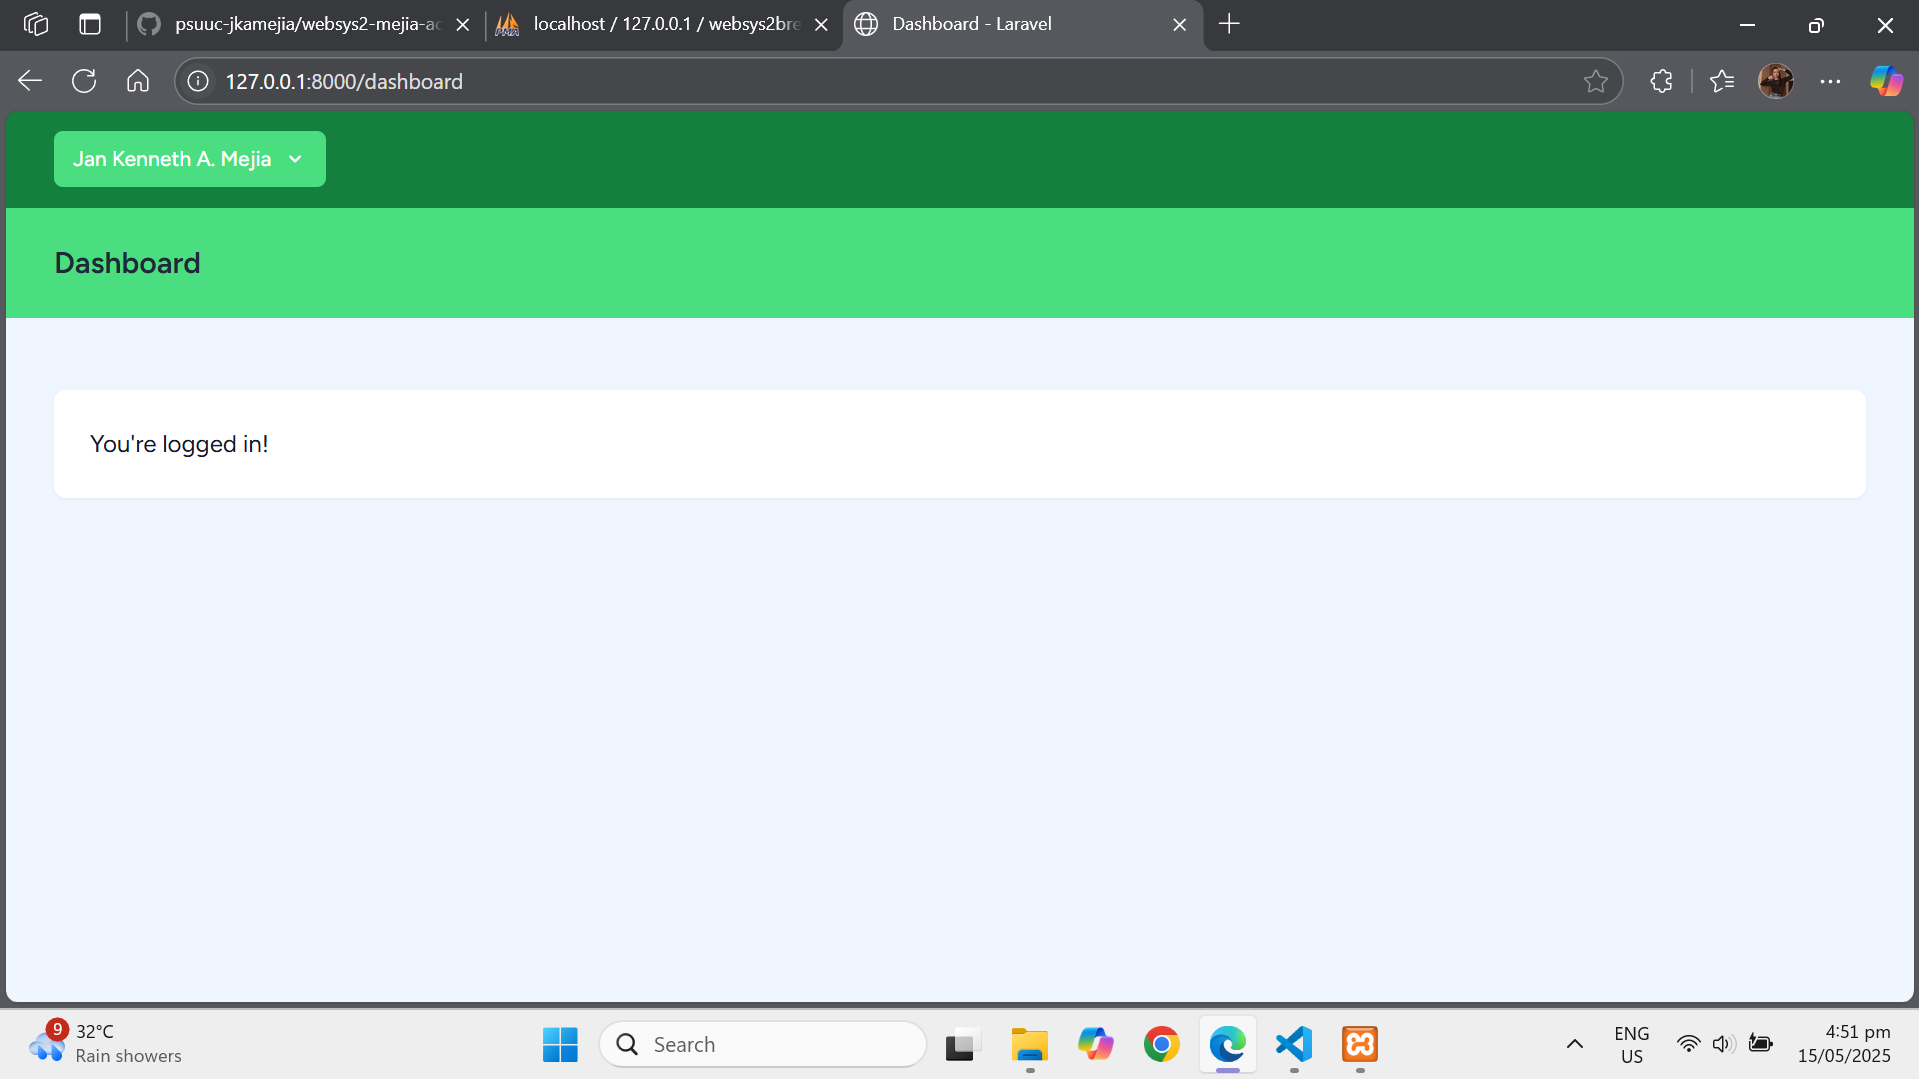 psuuc-jkamejia/websys2-mejia-ac
localhost / 127.0.0.1 / websys2bre
Dashboard - Laravel
127.0.0.1:8000/dashboard
Jan Kenneth A. Mejia
Dashboard
You're logged in!
9
32°C
Rain showers
Search
ENG
US
4:51 pm
15/05/2025